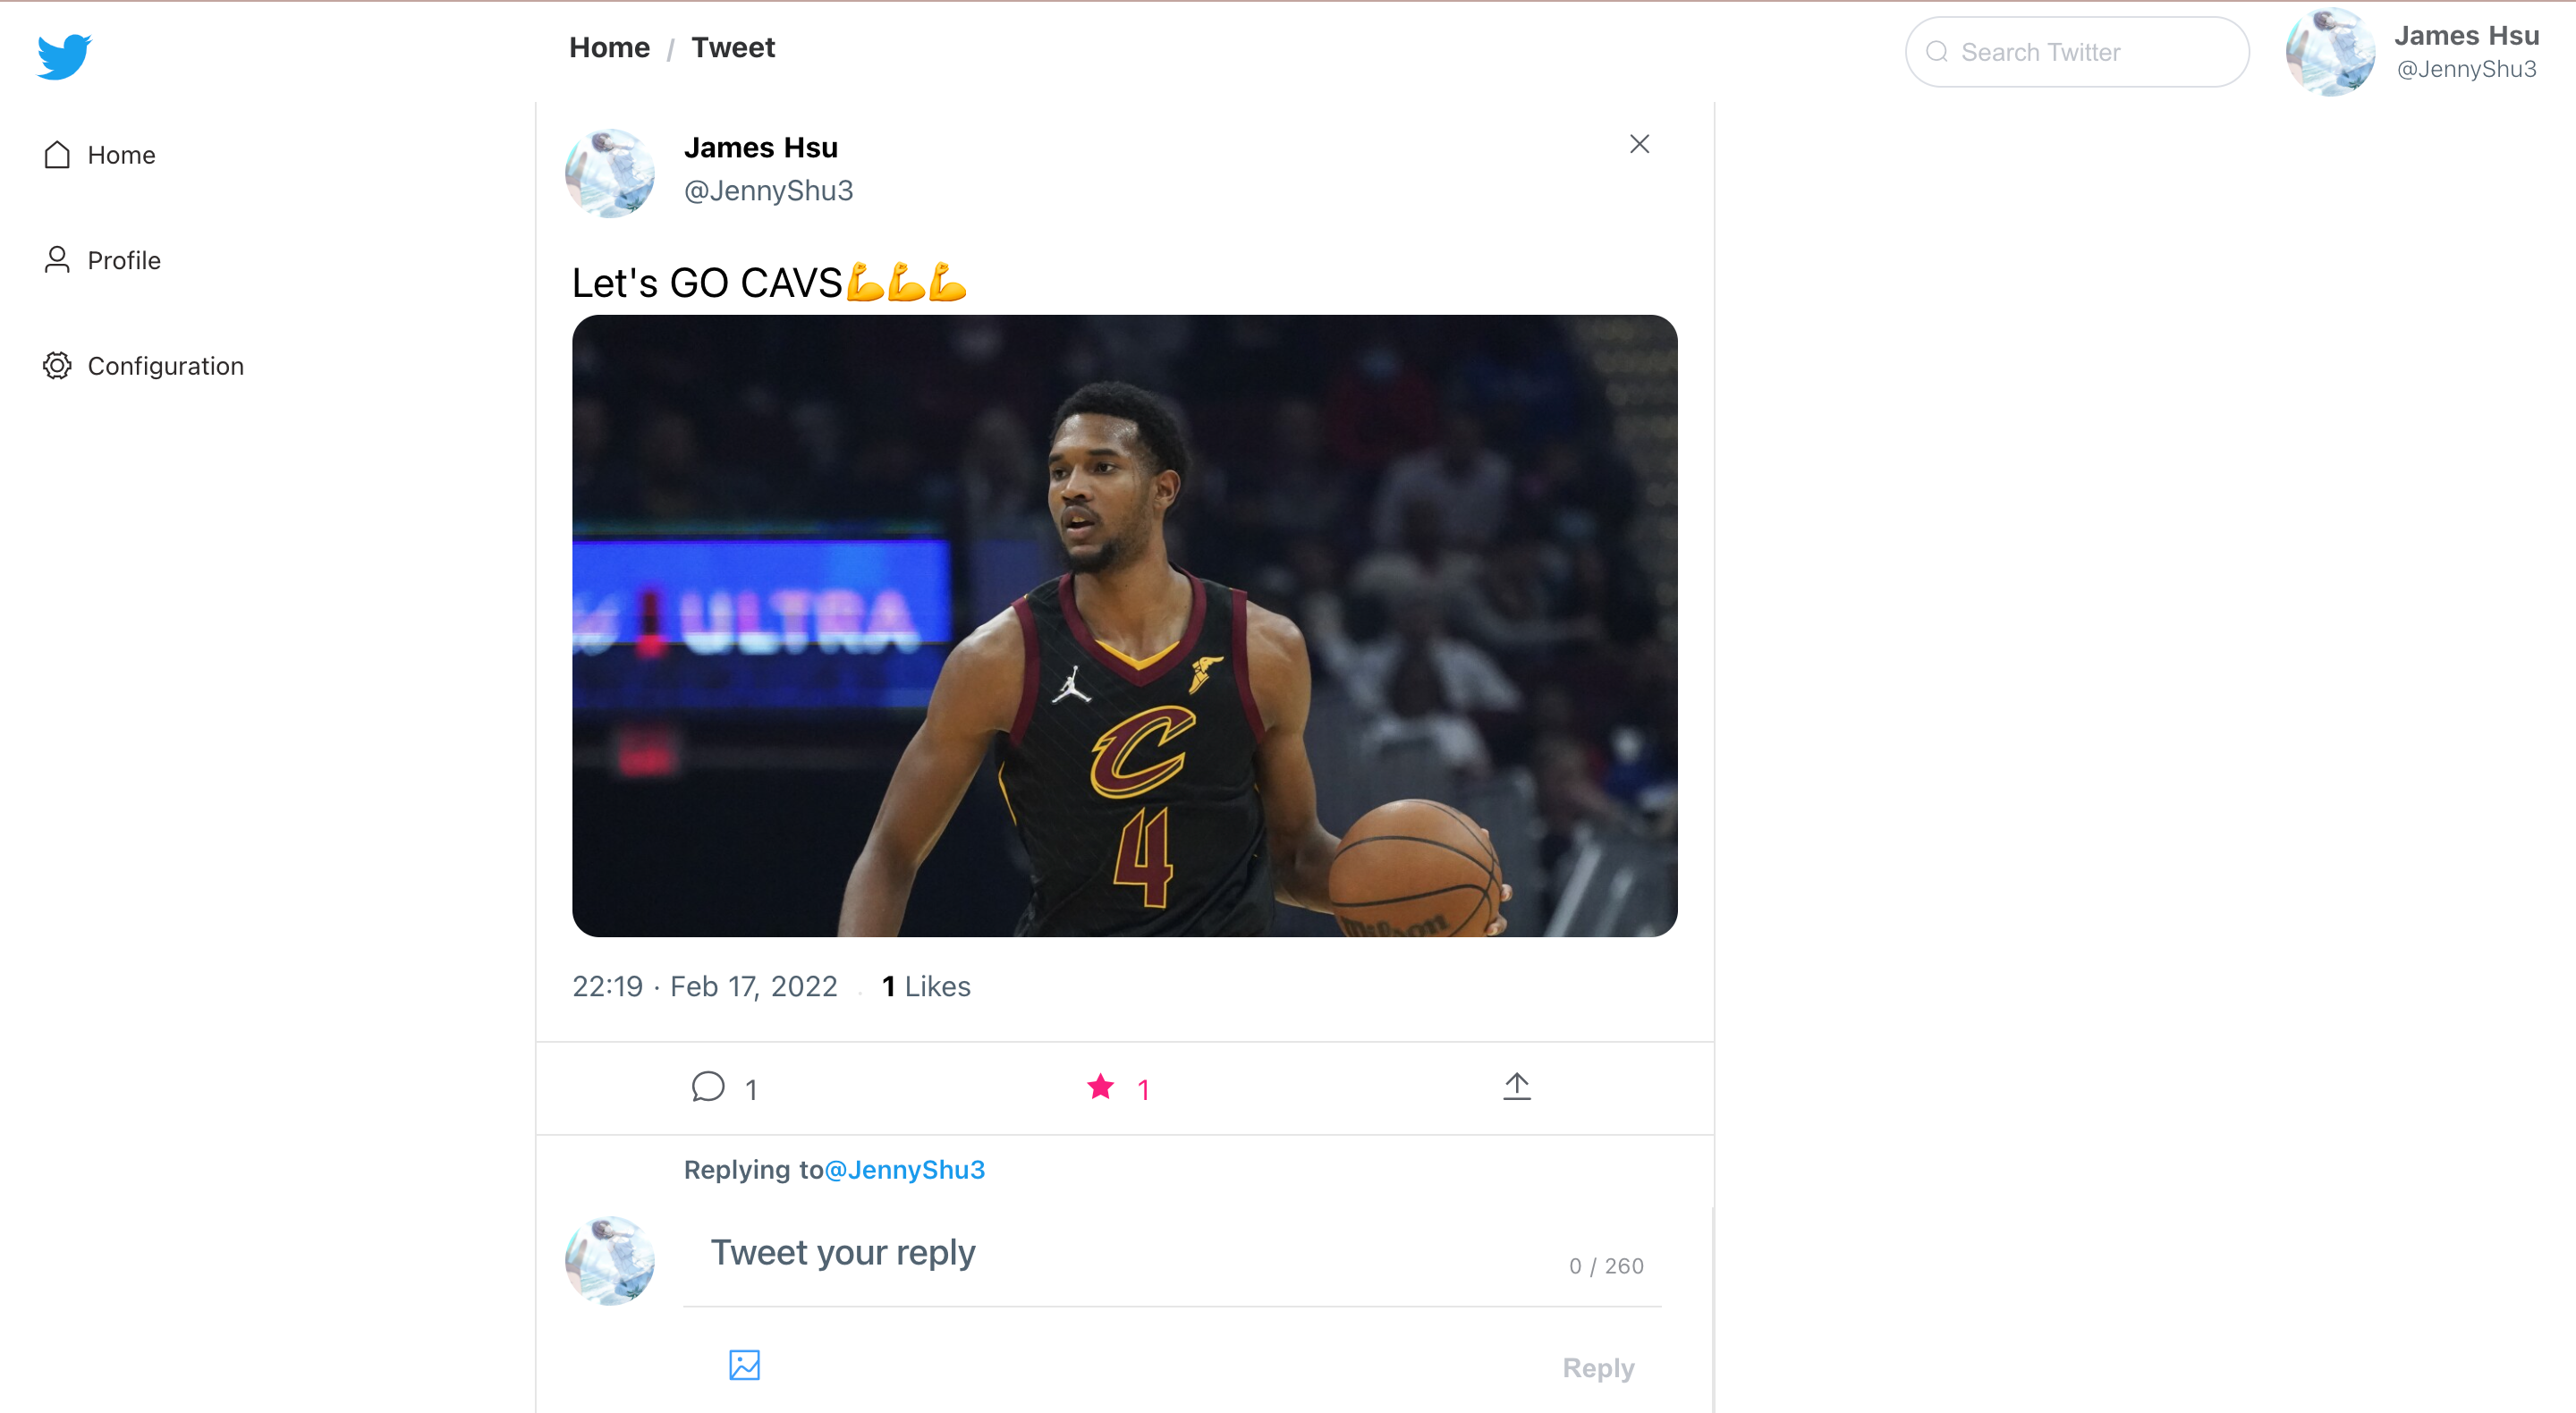 Home / Tweet
Search Twitter
James Hsu
@JennyShu3
Home
Profile
Configuration
James Hsu
@JennyShu3
Let's GO CAVS💪💪💪
ULTRA
C
4
Wilson
22:19 · Feb 17, 2022 · 1 Likes
1
1
Replying to@JennyShu3
Tweet your reply
0 / 260
Reply